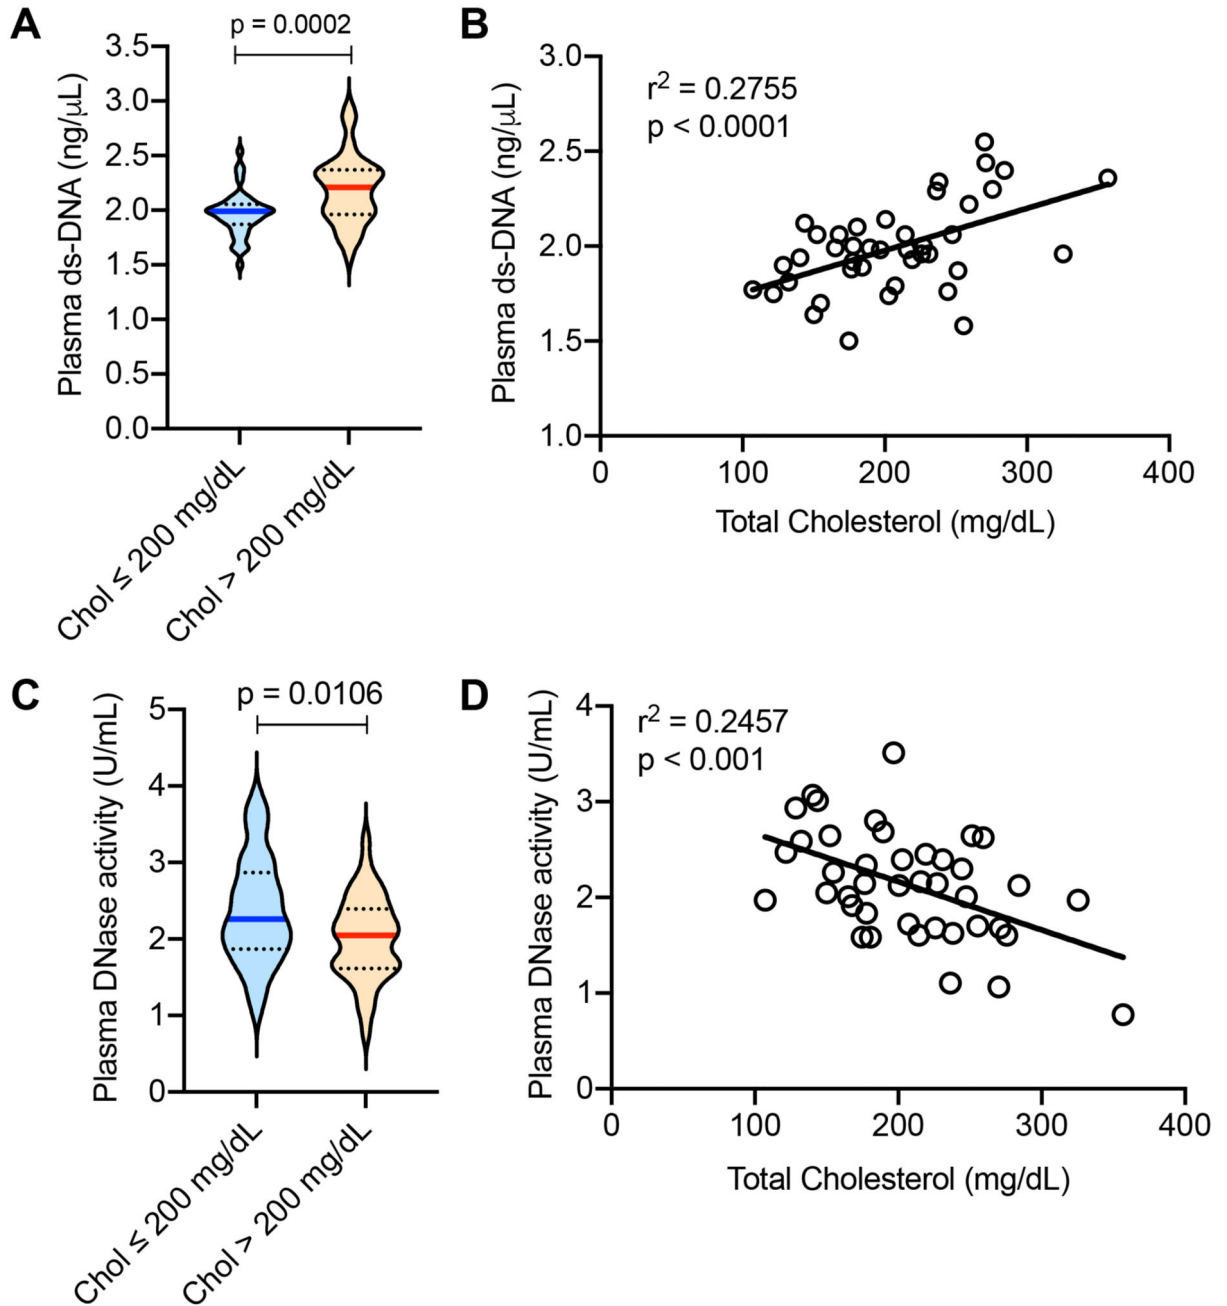 A
p = 0.0002
Plasma ds-DNA (ng/μL)
3.5
3.0
2.5
2.0
1.5
1.0
0.5
0.0
Chol ≤ 200 mg/dL
Chol > 200 mg/dL
B
r² = 0.2755
p < 0.0001
Plasma ds-DNA (ng/μL)
3.0
2.5
2.0
1.5
1.0
0
100
200
300
400
Total Cholesterol (mg/dL)
C
p = 0.0106
Plasma DNase activity (U/mL)
5
4
3
2
1
0
Chol ≤ 200 mg/dL
Chol > 200 mg/dL
D
r² = 0.2457
p < 0.001
Plasma DNase activity (U/mL)
4
3
2
1
0
0
100
200
300
400
Total Cholesterol (mg/dL)